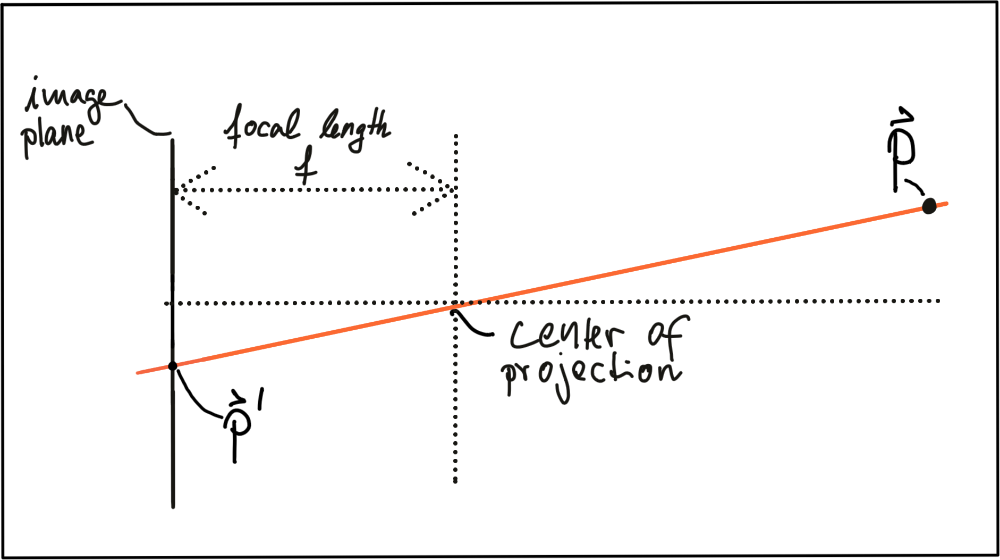 image
plane
focal length
f
p⃗
center of
projection
p⃗'